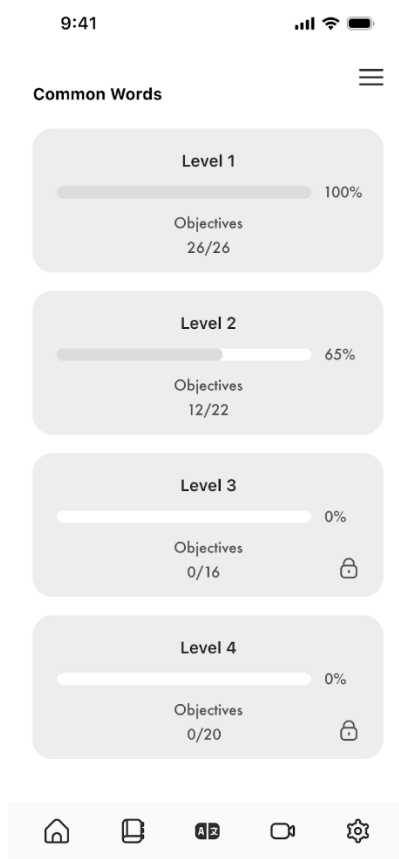 9:41
Common Words
Level 1
100%
Objectives
26/26
Level 2
65%
Objectives
12/22
Level 3
0%
Objectives
0/16
Level 4
0%
Objectives
0/20